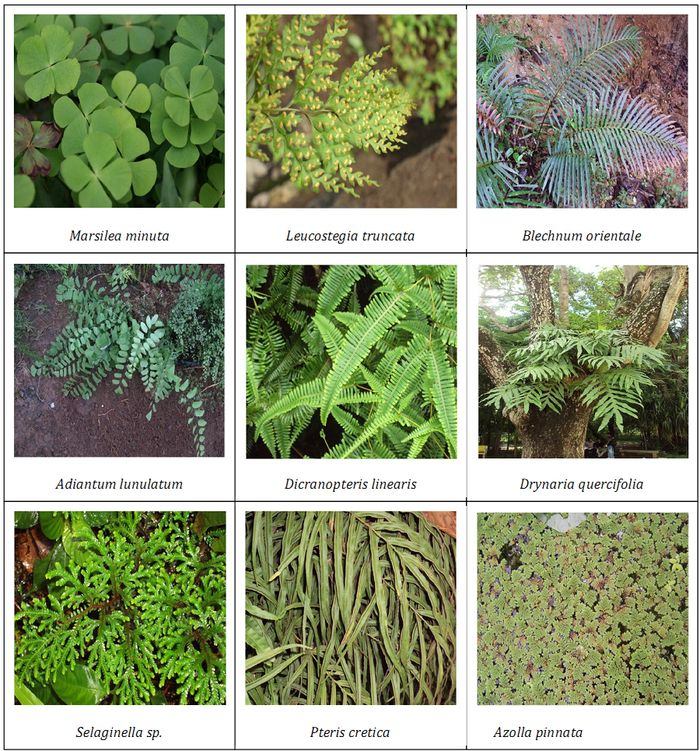 Marsilea minuta
Leucostegia truncata
Blechnum orientale
Adiantum lunulatum
Dicranopteris linearis
Drynaria quercifolia
Selaginella sp.
Pteris cretica
Azolla pinnata